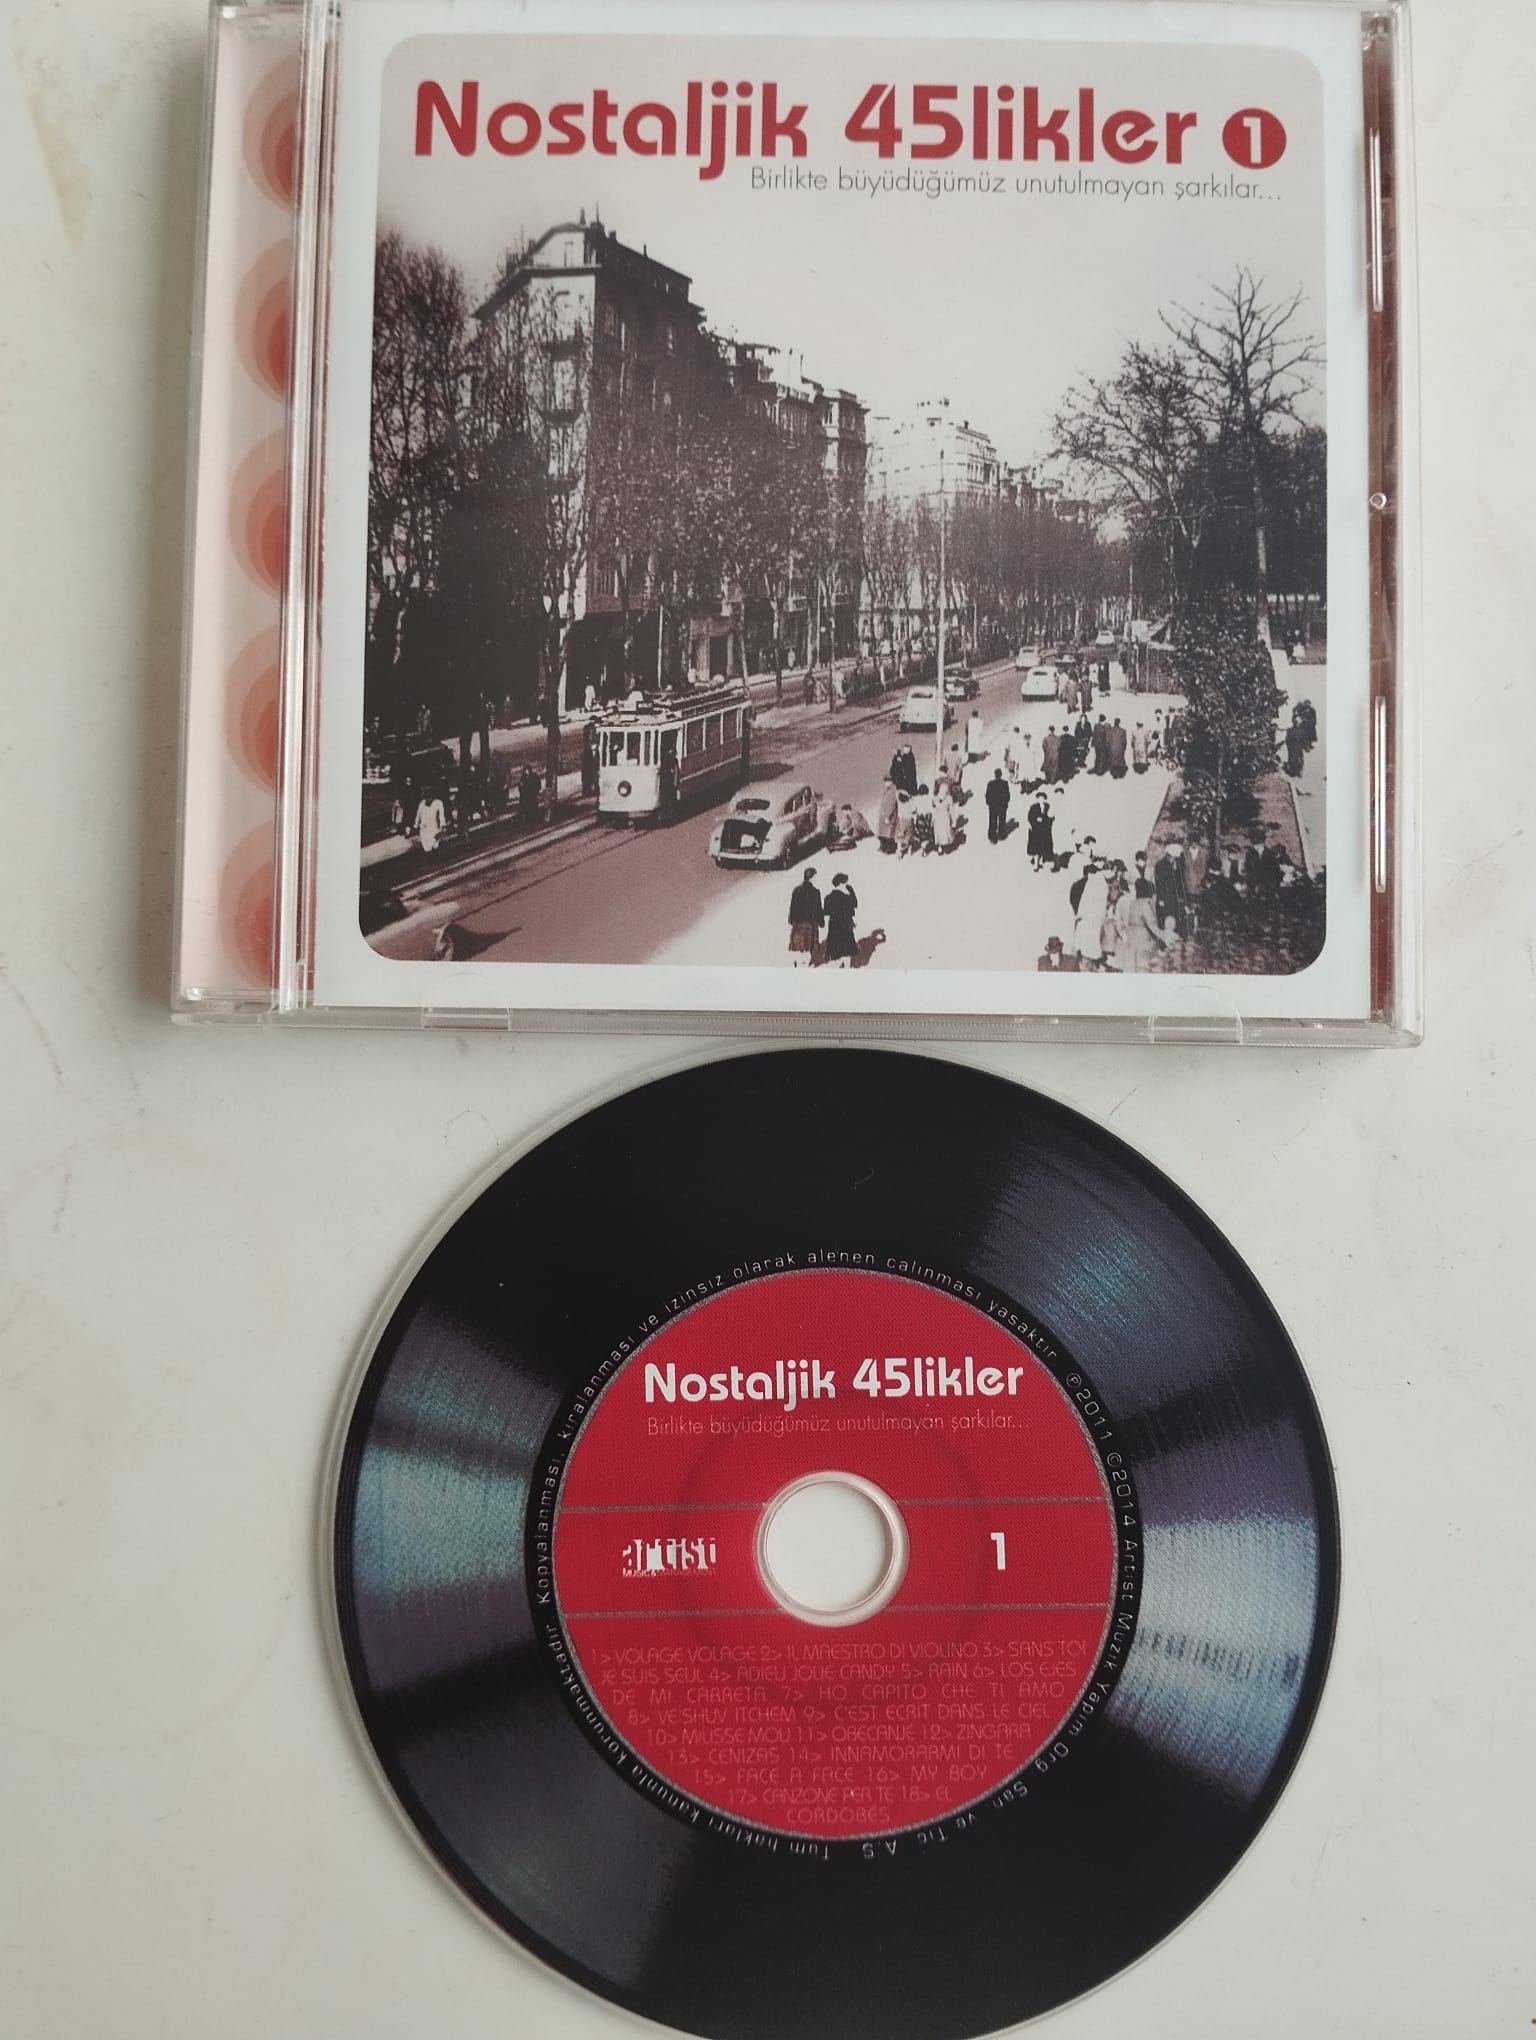 Nostaljik 45likler 1
Birlikte büyüdüğümüz unutulmayan şarkılar...
Kopyalanması, kiralanması ve izinsiz olarak alenen calınması yasaktır ℗2011 ©2014 Artist Müzik Yapım Org. San. ve Tic. A.Ş. Tüm hakları kanunla korunmaktadır
Nostaljik 45likler
Birlikte büyüdüğümüz unutulmayan şarkılar...
artist 1
MUSIC&MANAGEMENT
1> VOLAGE VOLAGE 2> IL MAESTRO DI VIOLINO 3> SANS TOI
JE SUIS SEUL 4> ADIEU JOLIE CANDY 5> RAIN 6> LOS EJES
DE MI CARRETA 7> HO CAPITO CHE TI AMO
8> VE'SHUV ITCHEM 9> C'EST ECRIT DANS LE CIEL
10> MILISSE MOU 11> OBECANJE 12> ZINGARA
13> CENIZAS 14> INNAMORARMI DI TE
15> FACE A FACE 16> MY BOY
17> CANZONE PER TE 18> EL
CORDOBES